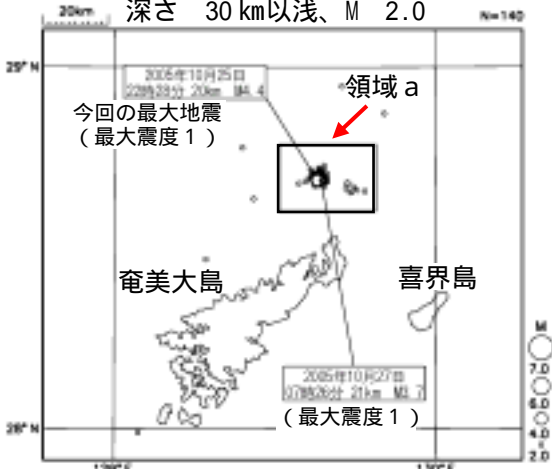 20km
深さ 30km以浅、M 2.0
N=140
29°N
2005年10月25日
22時28分 20km M4.4
今回の最大地震
(最大震度1)
領域a
奄美大島
喜界島
2005年10月27日
07時26分 21km M3.7
(最大震度1)
28°N
M
7.0
6.0
4.0
2.0